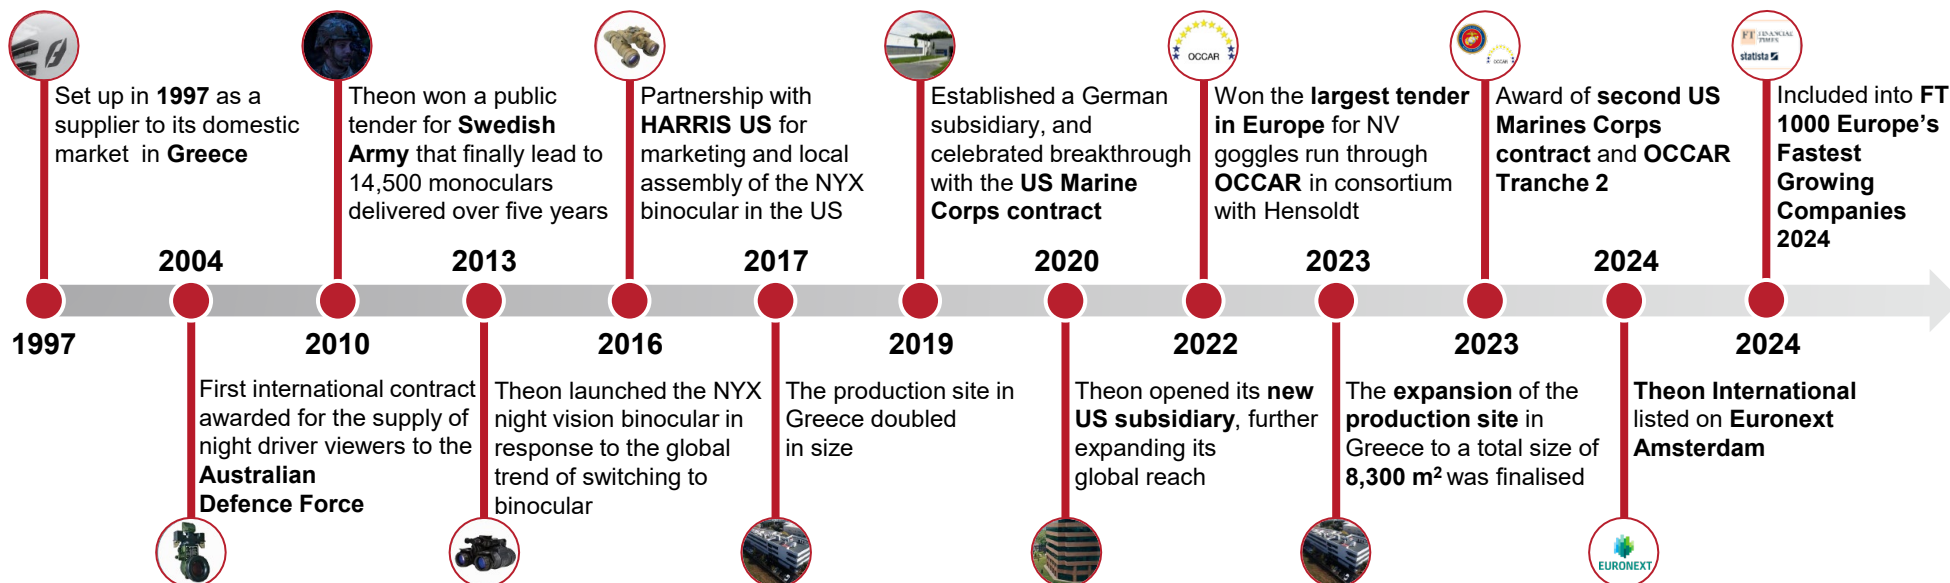 Set up in 1997 as a
supplier to its domestic
market in Greece
1997
2004
First international contract
awarded for the supply of
night driver viewers to the
Australian
Defence Force
Theon won a public
tender for Swedish
Army that finally lead to
14,500 monoculars
delivered over five years
2010
2013
Theon launched the NYX
night vision binocular in
response to the global
trend of switching to
binocular
Partnership with
HARRIS US for
marketing and local
assembly of the NYX
binocular in the US
2016
2017
The production site in
Greece doubled
in size
Established a German
subsidiary, and
celebrated breakthrough
with the US Marine
Corps contract
2019
2020
Theon opened its new
US subsidiary, further
expanding its
global reach
OCCAR
Won the largest tender
in Europe for NV
goggles run through
OCCAR in consortium
with Hensoldt
2022
2023
The expansion of the
production site in
Greece to a total size of
8,300 m² was finalised
OCCAR
Award of second US
Marines Corps
contract and OCCAR
Tranche 2
2023
2024
Theon International
listed on Euronext
Amsterdam
EURONEXT
FT FINANCIAL
TIMES
statista
Included into FT
1000 Europe’s
Fastest
Growing
Companies
2024
2024